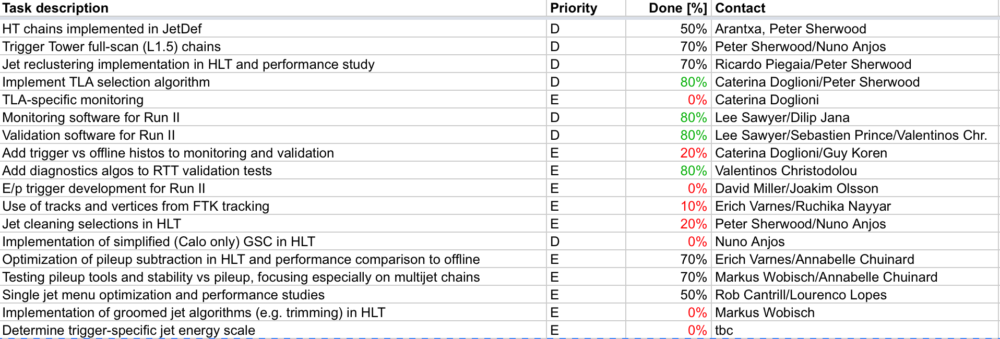 Task description Priority Done [%] Contact
HT chains implemented in JetDef D 50% Arantxa, Peter Sherwood
Trigger Tower full-scan (L1.5) chains D 70% Peter Sherwood/Nuno Anjos
Jet reclustering implementation in HLT and performance study D 70% Ricardo Piegaia/Peter Sherwood
Implement TLA selection algorithm D 80% Caterina Doglioni/Peter Sherwood
TLA-specific monitoring E 0% Caterina Doglioni
Monitoring software for Run II D 80% Lee Sawyer/Dilip Jana
Validation software for Run II D 80% Lee Sawyer/Sebastien Prince/Valentinos Chr.
Add trigger vs offline histos to monitoring and validation E 20% Caterina Doglioni/Guy Koren
Add diagnostics algos to RTT validation tests E 80% Valentinos Christodolou
E/p trigger development for Run II E 0% David Miller/Joakim Olsson
Use of tracks and vertices from FTK tracking E 10% Erich Varnes/Ruchika Nayyar
Jet cleaning selections in HLT E 20% Peter Sherwood/Nuno Anjos
Implementation of simplified (Calo only) GSC in HLT D 0% Nuno Anjos
Optimization of pileup subtraction in HLT and performance comparison to offline E 70% Erich Varnes/Annabelle Chuinard
Testing pileup tools and stability vs pileup, focusing especially on multijet chains E 70% Markus Wobisch/Annabelle Chuinard
Single jet menu optimization and performance studies E 50% Rob Cantrill/Lourenco Lopes
Implementation of groomed jet algorithms (e.g. trimming) in HLT E 0% Markus Wobisch
Determine trigger-specific jet energy scale E 0% tbc